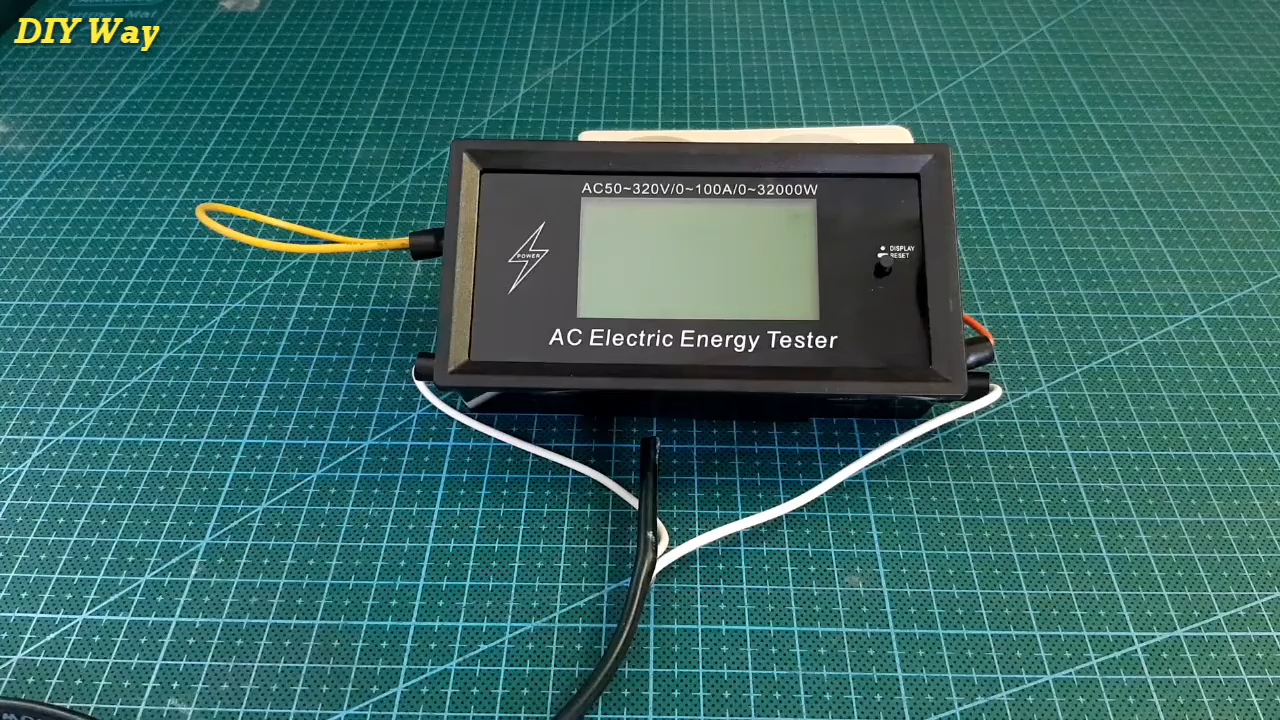 DIY Way
AC50~320V/0~100A/0~32000W
POWER
DISPLAY
RESET
AC Electric Energy Tester